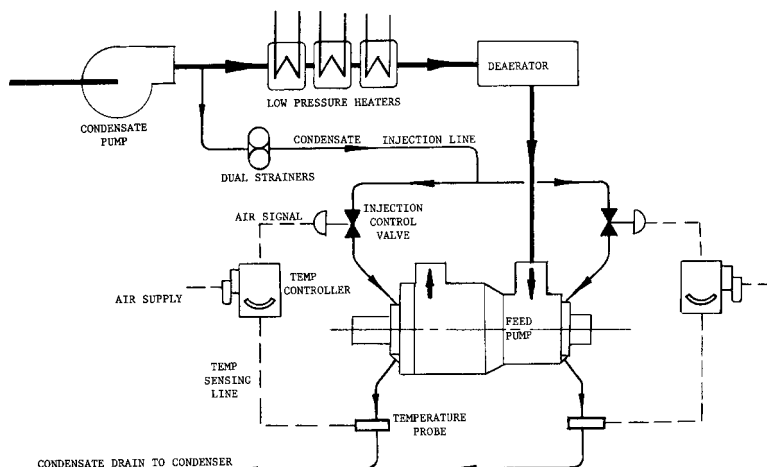 DEAERATOR
LOW PRESSURE HEATERS
CONDENSATE
PUMP
CONDENSATE INJECTION LINE
DUAL STRAINERS
AIR SIGNAL
INJECTION
CONTROL
VALVE
TEMP
CONTROLLER
AIR SUPPLY
FEED
PUMP
TEMP
SENSING
LINE
TEMPERATURE
PROBE
CONDENSATE DRAIN TO CONDENSER